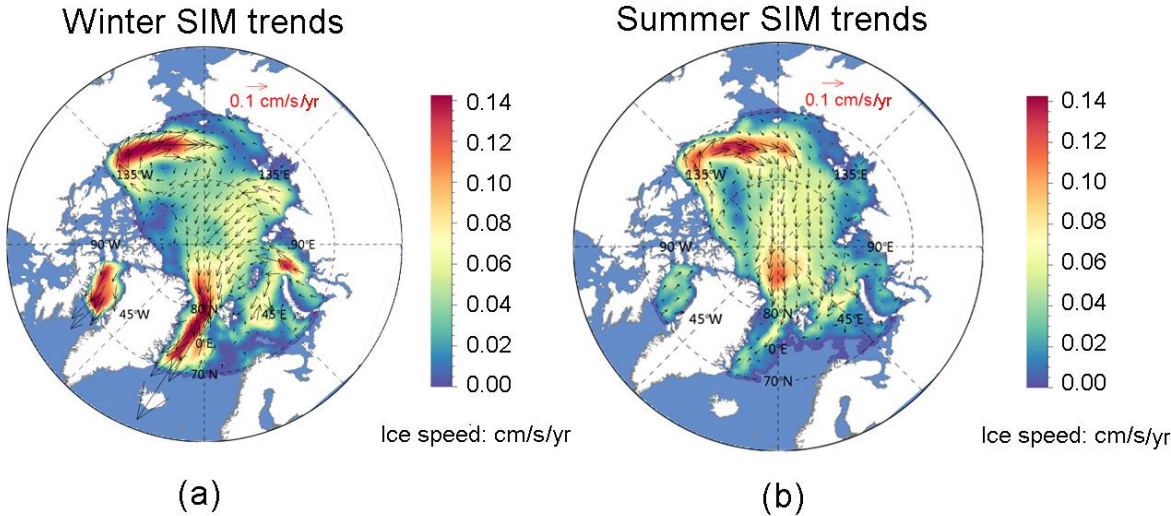 Winter SIM trends
Summer SIM trends
0.1 cm/s/yr
0.14
0.12
0.10
0.08
0.06
0.04
0.02
0.00
135°W
135°E
90°W
90°E
45°W
80°N
45°E
0°E
70°N
Ice speed: cm/s/yr
(a)
0.1 cm/s/yr
0.14
0.12
0.10
0.08
0.06
0.04
0.02
0.00
135°W
135°E
90°W
90°E
45°W
80°N
45°E
0°E
70°N
Ice speed: cm/s/yr
(b)